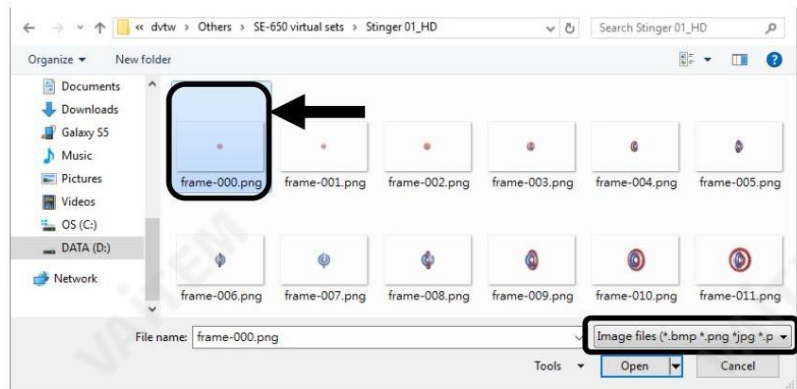 « dvtw > Others > SE-650 virtual sets > Stinger 01_HD
Search Stinger 01_HD
Organize New folder
Documents
Downloads
Galaxy S5
Music
Pictures
Videos
OS (C:)
DATA (D:)
Network
frame-000.png frame-001.png frame-002.png frame-003.png frame-004.png frame-005.png
frame-006.png frame-007.png frame-008.png frame-009.png frame-010.png frame-011.png
File name: frame-000.png
Image files (*.bmp *.png *jpg *.p
Tools Open Cancel
VAiTEM